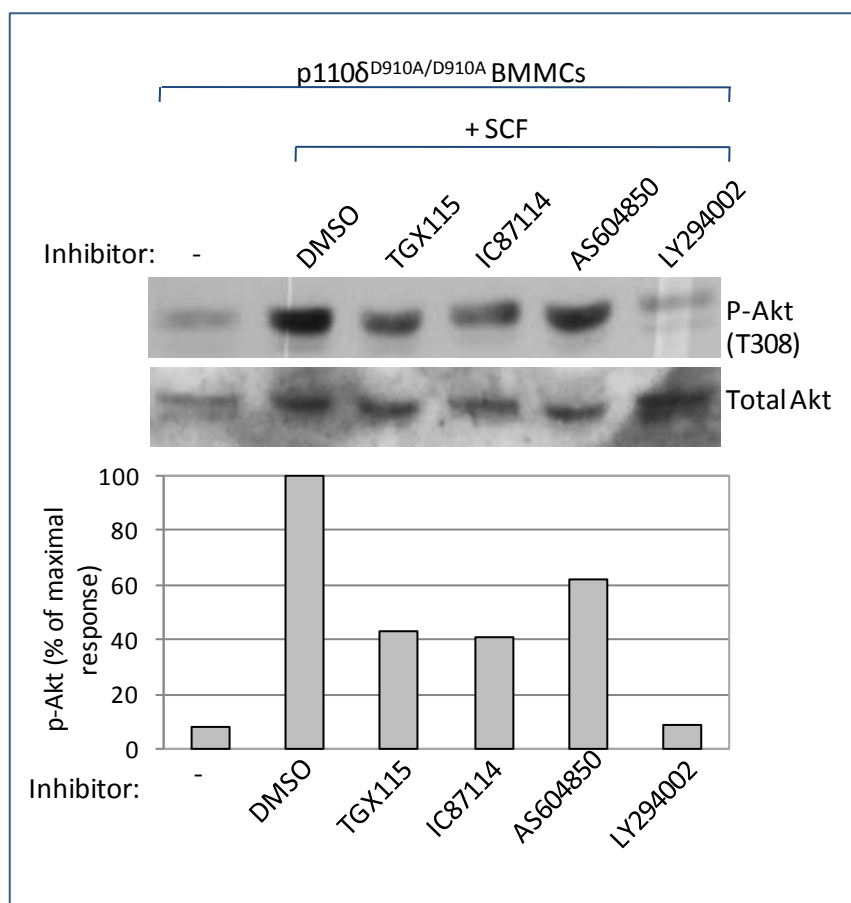 p110δD910A/D910A BMMCs
+ SCF
Inhibitor: - DMSO TGX115 IC87114 AS604850 LY294002
P-Akt
(T308)
Total Akt
p-Akt (% of maximal
response)
100
80
60
40
20
0
Inhibitor: - DMSO TGX115 IC87114 AS604850 LY294002